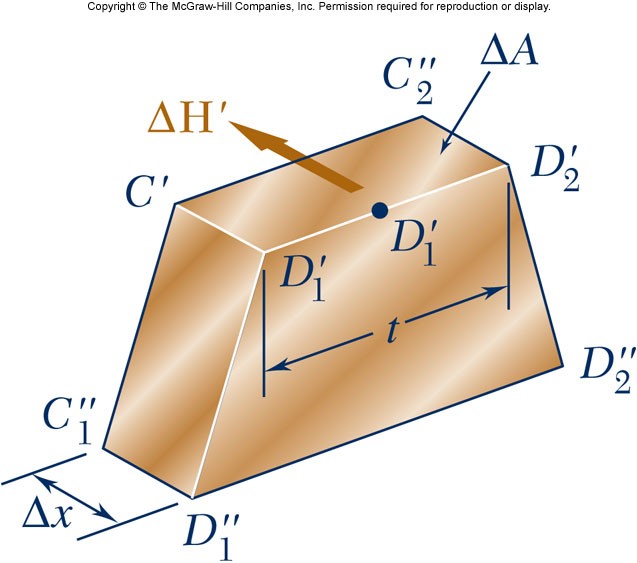 Copyright © The McGraw-Hill Companies, Inc. Permission required for reproduction or display.
ΔA
C″₂
ΔH′
D′₂
C′
D′₁
D′₁
t
D″₂
C″₁
Δx
D″₁